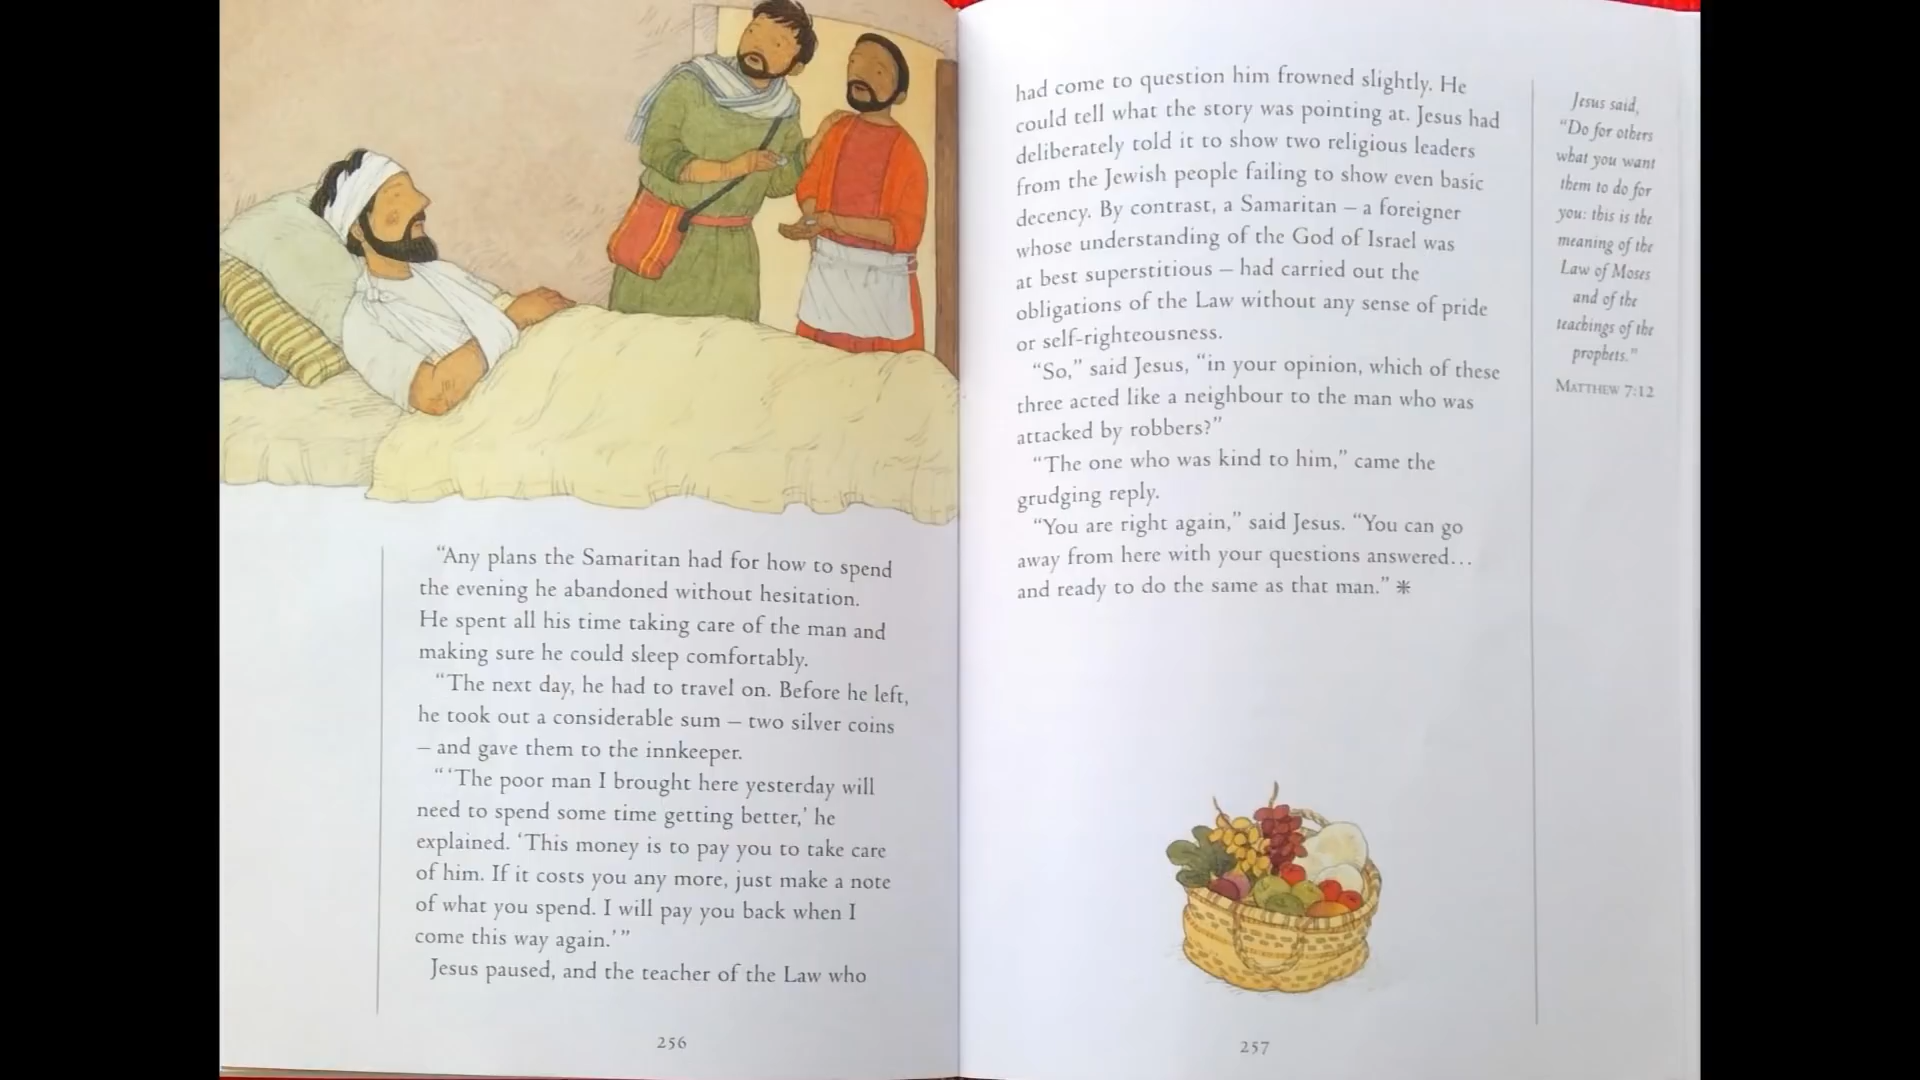 “Any plans the Samaritan had for how to spend
the evening he abandoned without hesitation.
He spent all his time taking care of the man and
making sure he could sleep comfortably.
“The next day, he had to travel on. Before he left,
he took out a considerable sum – two silver coins
– and gave them to the innkeeper.
“ ‘The poor man I brought here yesterday will
need to spend some time getting better,’ he
explained. ‘This money is to pay you to take care
of him. If it costs you any more, just make a note
of what you spend. I will pay you back when I
come this way again.’ ”
Jesus paused, and the teacher of the Law who
256
had come to question him frowned slightly. He
could tell what the story was pointing at. Jesus had
deliberately told it to show two religious leaders
from the Jewish people failing to show even basic
decency. By contrast, a Samaritan – a foreigner
whose understanding of the God of Israel was
at best superstitious – had carried out the
obligations of the Law without any sense of pride
or self-righteousness.
“So,” said Jesus, “in your opinion, which of these
three acted like a neighbour to the man who was
attacked by robbers?”
“The one who was kind to him,” came the
grudging reply.
“You are right again,” said Jesus. “You can go
away from here with your questions answered…
and ready to do the same as that man.” ✳
Jesus said,
“Do for others
what you want
them to do for
you: this is the
meaning of the
Law of Moses
and of the
teachings of the
prophets.”
MATTHEW 7:12
257